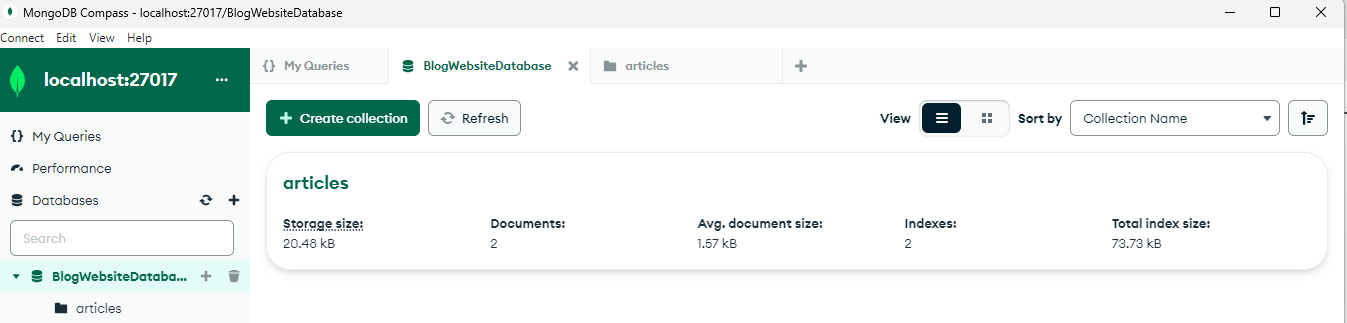 MongoDB Compass - localhost:27017/BlogWebsiteDatabase
Connect Edit View Help
localhost:27017 ...
{} My Queries
BlogWebsiteDatabase
articles
Create collection
Refresh
View
Sort by
Collection Name
My Queries
Performance
Databases
Search
BlogWebsiteDataba...
articles
articles
Storage size: Documents: Avg. document size: Indexes: Total index size:
20.48 kB 2 1.57 kB 2 73.73 kB